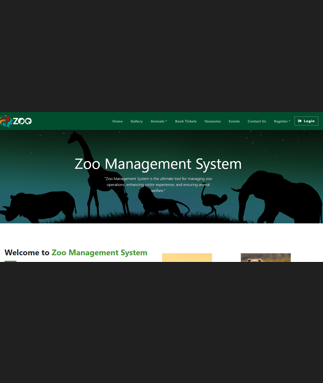 ZOO
Home Gallery Animals Book Tickets Donations Events Contact Us Register Login
Zoo Management System
"Zoo Management System is the ultimate tool for managing zoo
operations, enhancing visitor experience, and ensuring animal
welfare."
Welcome to Zoo Management System